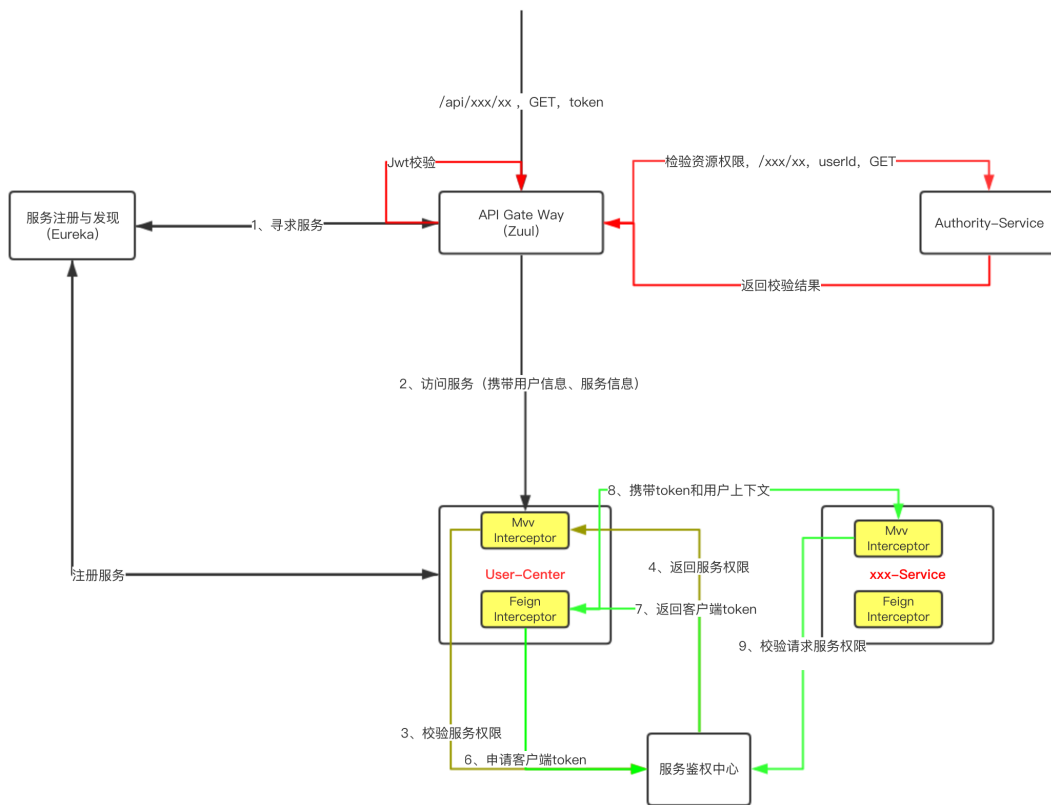 /api/xxx/xx ，GET，token
Jwt校验
检验资源权限，/xxx/xx，userId，GET
服务注册与发现
（Eureka）
1、寻求服务
API Gate Way
（Zuul）
Authority-Service
返回校验结果
2、访问服务（携带用户信息、服务信息）
8、携带token和用户上下文
Mvv
Interceptor
Mvv
Interceptor
4、返回服务权限
注册服务
User-Center
xxx-Service
Feign
Interceptor
7、返回客户端token
Feign
Interceptor
9、校验请求服务权限
3、校验服务权限
6、申请客户端token
服务鉴权中心